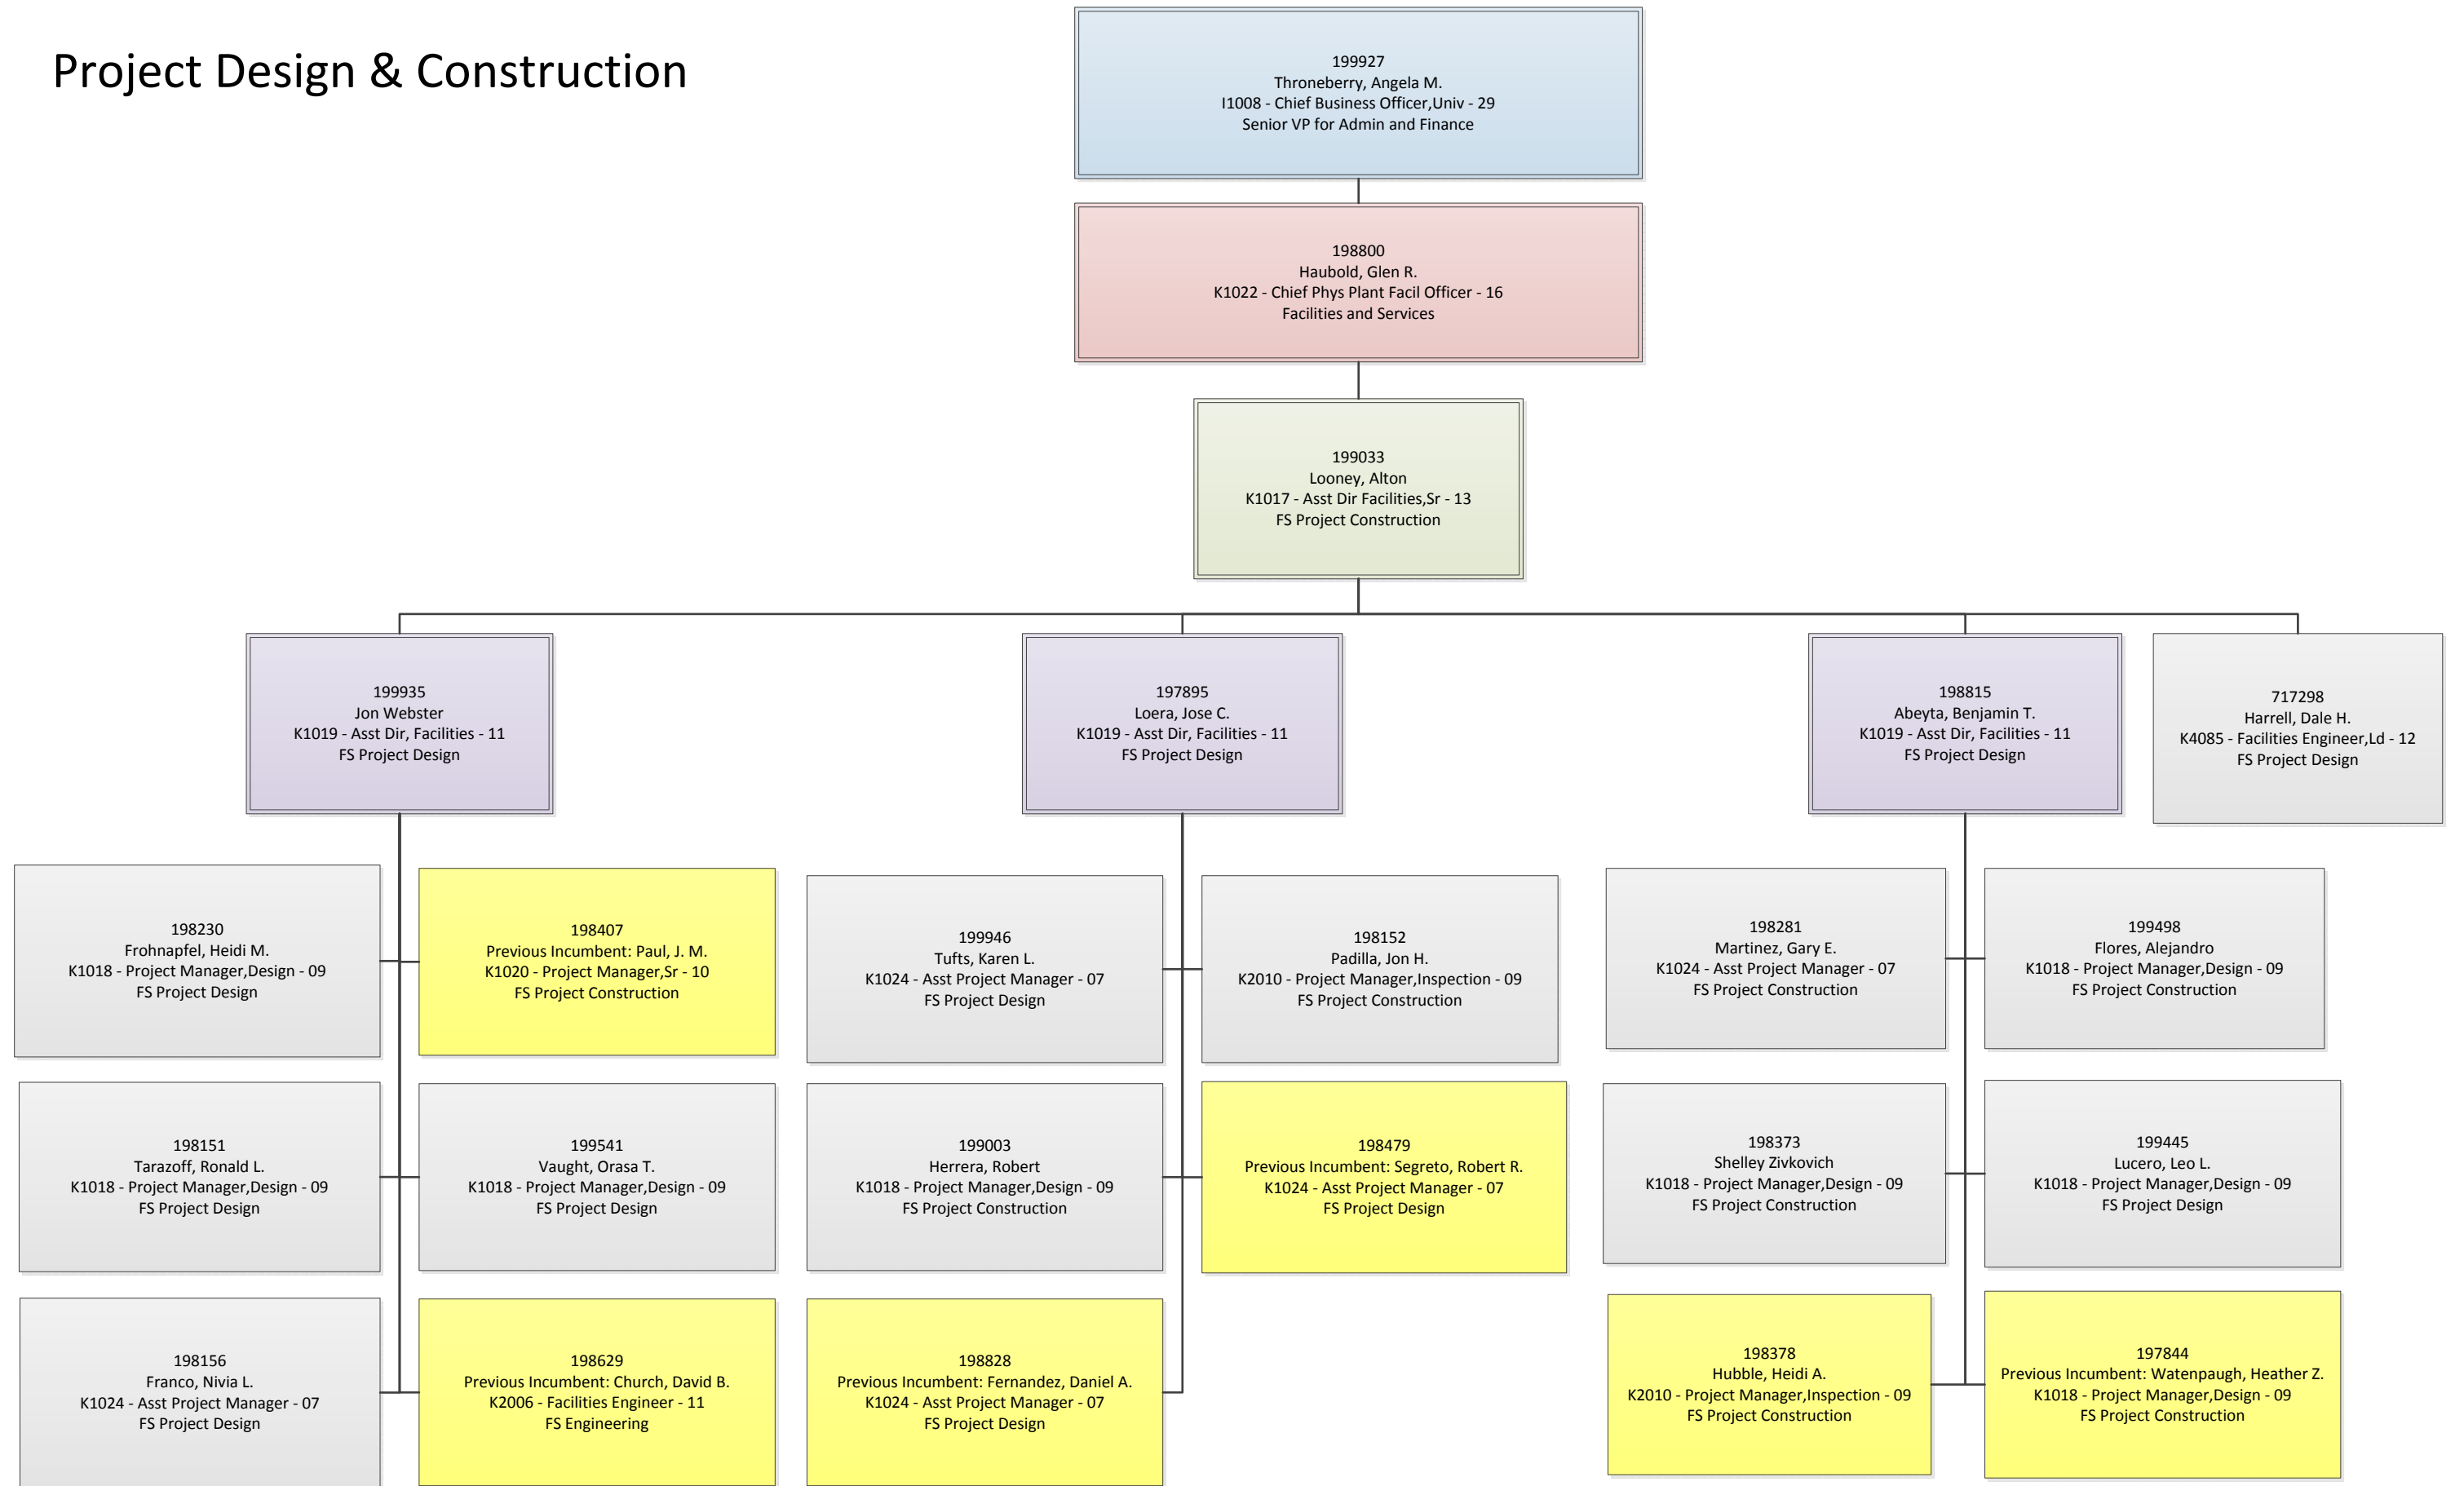 Project Design & Construction
199927
Throneberry, Angela M.
I1008 - Chief Business Officer,Univ - 29
Senior VP for Admin and Finance
198800
Haubold, Glen R.
K1022 - Chief Phys Plant Facil Officer - 16
Facilities and Services
199033
Looney, Alton
K1017 - Asst Dir Facilities,Sr - 13
FS Project Construction
199935
Jon Webster
K1019 - Asst Dir, Facilities - 11
FS Project Design
197895
Loera, Jose C.
K1019 - Asst Dir, Facilities - 11
FS Project Design
198815
Abeyta, Benjamin T.
K1019 - Asst Dir, Facilities - 11
FS Project Design
717298
Harrell, Dale H.
K4085 - Facilities Engineer,Ld - 12
FS Project Design
198230
Frohnapfel, Heidi M.
K1018 - Project Manager,Design - 09
FS Project Design
198407
Previous Incumbent: Paul, J. M.
K1020 - Project Manager,Sr - 10
FS Project Construction
199946
Tufts, Karen L.
K1024 - Asst Project Manager - 07
FS Project Design
198152
Padilla, Jon H.
K2010 - Project Manager,Inspection - 09
FS Project Construction
198281
Martinez, Gary E.
K1024 - Asst Project Manager - 07
FS Project Construction
199498
Flores, Alejandro
K1018 - Project Manager,Design - 09
FS Project Construction
198151
Tarazoff, Ronald L.
K1018 - Project Manager,Design - 09
FS Project Design
199541
Vaught, Orasa T.
K1018 - Project Manager,Design - 09
FS Project Design
199003
Herrera, Robert
K1018 - Project Manager,Design - 09
FS Project Construction
198479
Previous Incumbent: Segreto, Robert R.
K1024 - Asst Project Manager - 07
FS Project Design
198373
Shelley Zivkovich
K1018 - Project Manager,Design - 09
FS Project Construction
199445
Lucero, Leo L.
K1018 - Project Manager,Design - 09
FS Project Design
198156
Franco, Nivia L.
K1024 - Asst Project Manager - 07
FS Project Design
198629
Previous Incumbent: Church, David B.
K2006 - Facilities Engineer - 11
FS Engineering
198828
Previous Incumbent: Fernandez, Daniel A.
K1024 - Asst Project Manager - 07
FS Project Design
198378
Hubble, Heidi A.
K2010 - Project Manager,Inspection - 09
FS Project Construction
197844
Previous Incumbent: Watenpaugh, Heather Z.
K1018 - Project Manager,Design - 09
FS Project Construction